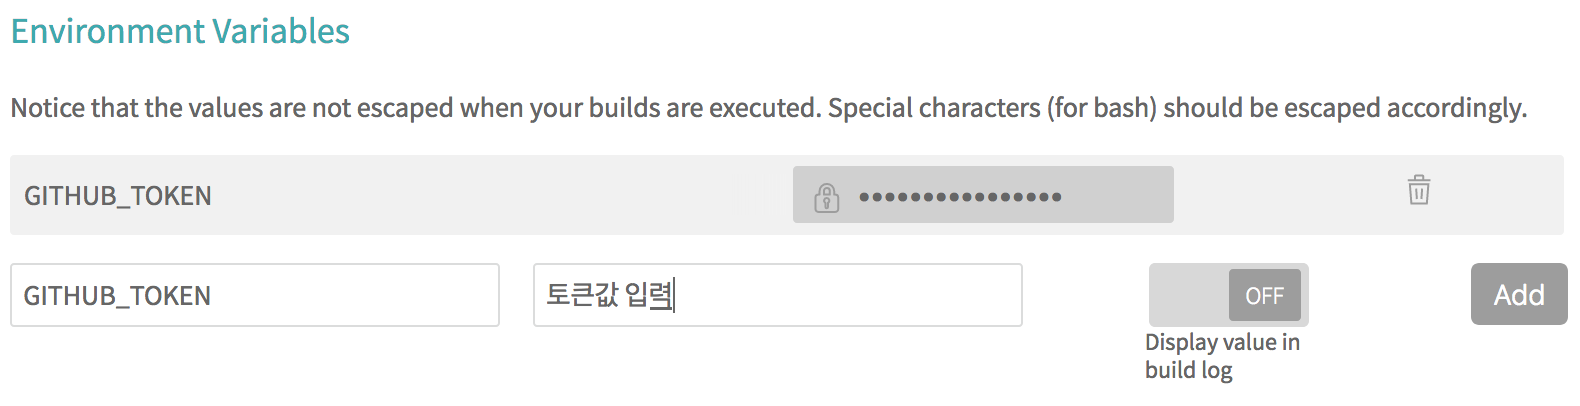 Environment Variables
Notice that the values are not escaped when your builds are executed. Special characters (for bash) should be escaped accordingly.
GITHUB_TOKEN ••••••••••••••••
GITHUB_TOKEN 토큰값 입력 OFF Add
Display value in
build log